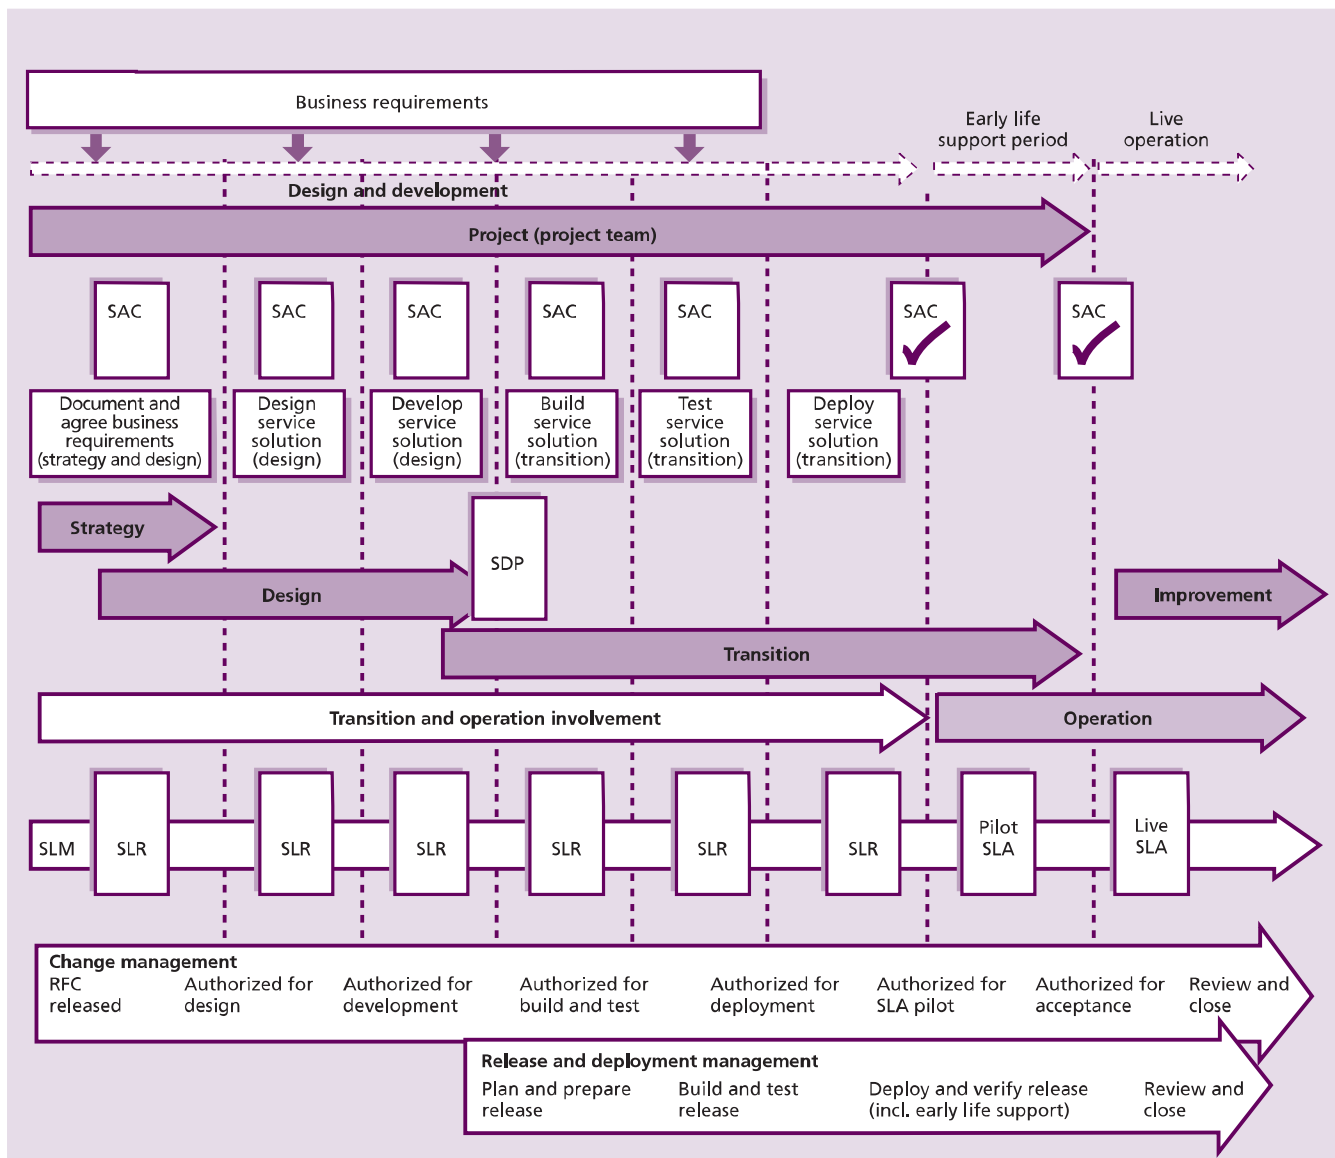 Business requirements
Early life
support period
Live
operation
Design and development
Project (project team)
SAC
SAC
SAC
SAC
SAC
SAC
SAC
Document and
agree business
requirements
(strategy and design)
Design
service
solution
(design)
Develop
service
solution
(design)
Build
service
solution
(transition)
Test
service
solution
(transition)
Deploy
service
solution
(transition)
Strategy
SDP
Design
Improvement
Transition
Transition and operation involvement
Operation
SLM
SLR
SLR
SLR
SLR
SLR
SLR
Pilot
SLA
Live
SLA
Change management
RFC
released
Authorized for
design
Authorized for
development
Authorized for
build and test
Authorized for
deployment
Authorized for
SLA pilot
Authorized for
acceptance
Review and
close
Release and deployment management
Plan and prepare
release
Build and test
release
Deploy and verify release
(incl. early life support)
Review and
close